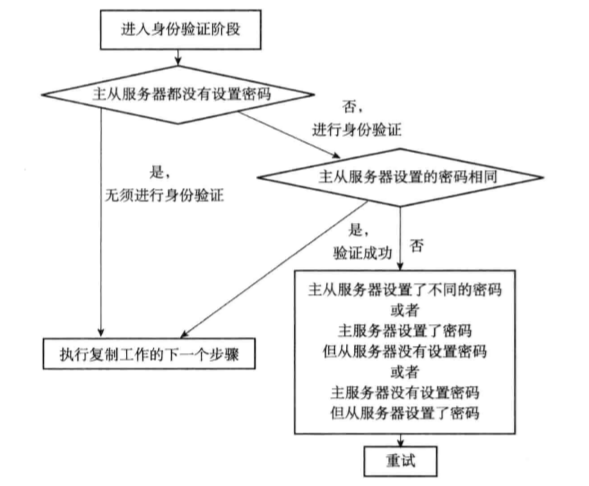 进入身份验证阶段
主从服务器都没有设置密码
否，
进行身份验证
是，
无须进行身份验证
主从服务器设置的密码相同
是，
验证成功
否
主从服务器设置了不同的密码
或者
主服务器设置了密码
但从服务器没有设置密码
或者
主服务器没有设置密码
但从服务器设置了密码
执行复制工作的下一个步骤
重试